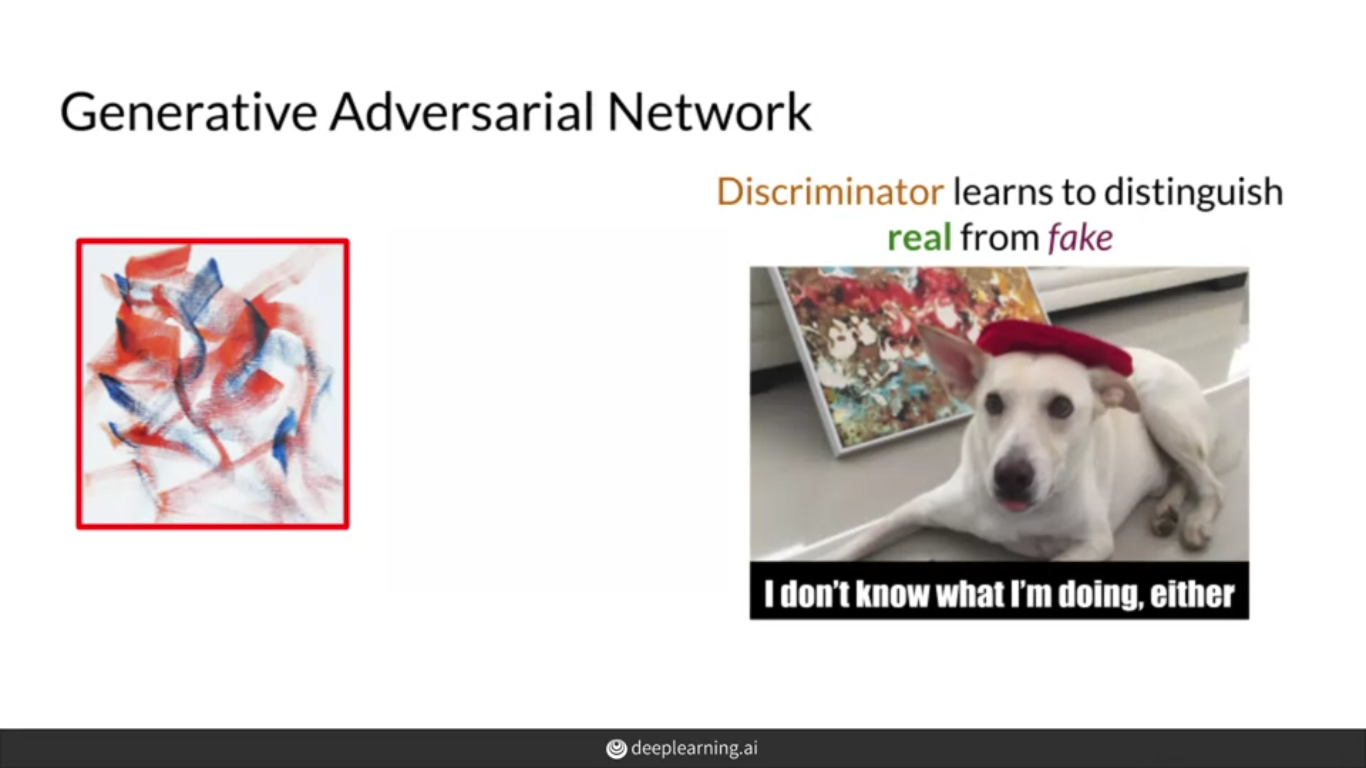 Generative Adversarial Network
Discriminator learns to distinguish
real from fake
I don't know what I'm doing, either
deeplearning.ai